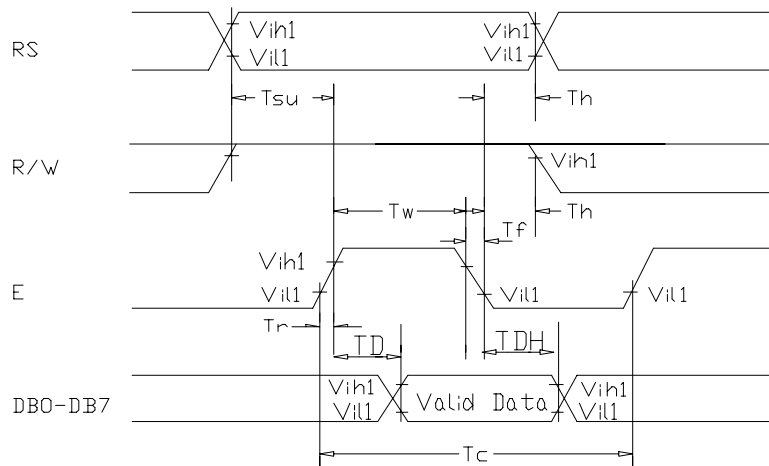 RS
Vih1
Vil1
Vih1
Vil1
Tsu
Th
R/W
Vih1
Tw
Th
Tf
E
Vih1
Vil1
Vil1
Vil1
Tr
TD
TDH
DB0-DB7
Vih1
Vil1
Valid Data
Vih1
Vil1
Tc